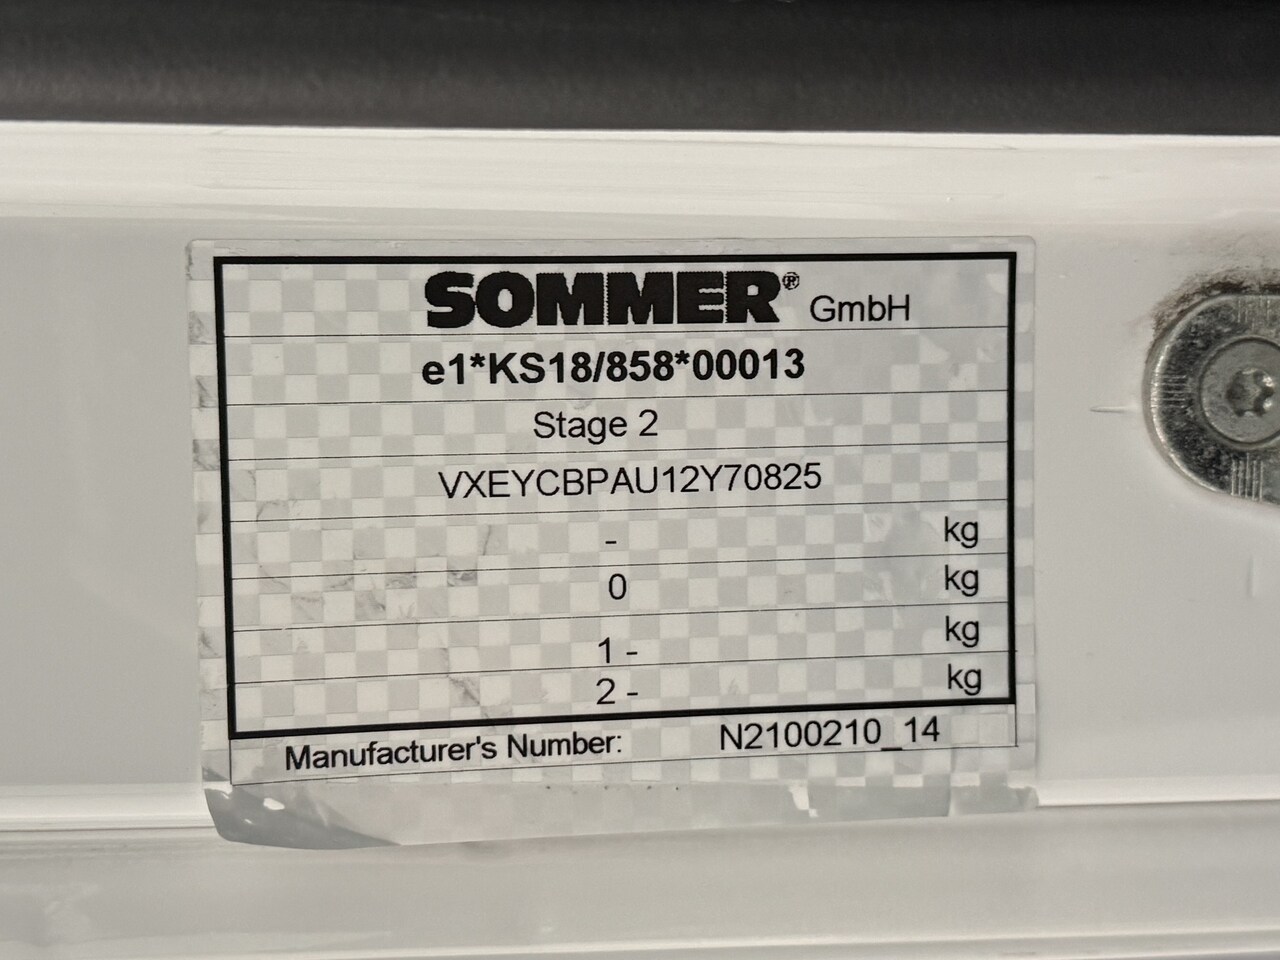 SOMMER® GmbH
e1*KS18/858*00013
Stage 2
VXEYCBPAU12Y70825
- kg
0 kg
1 - kg
2 - kg
Manufacturer's Number: N2100210_14